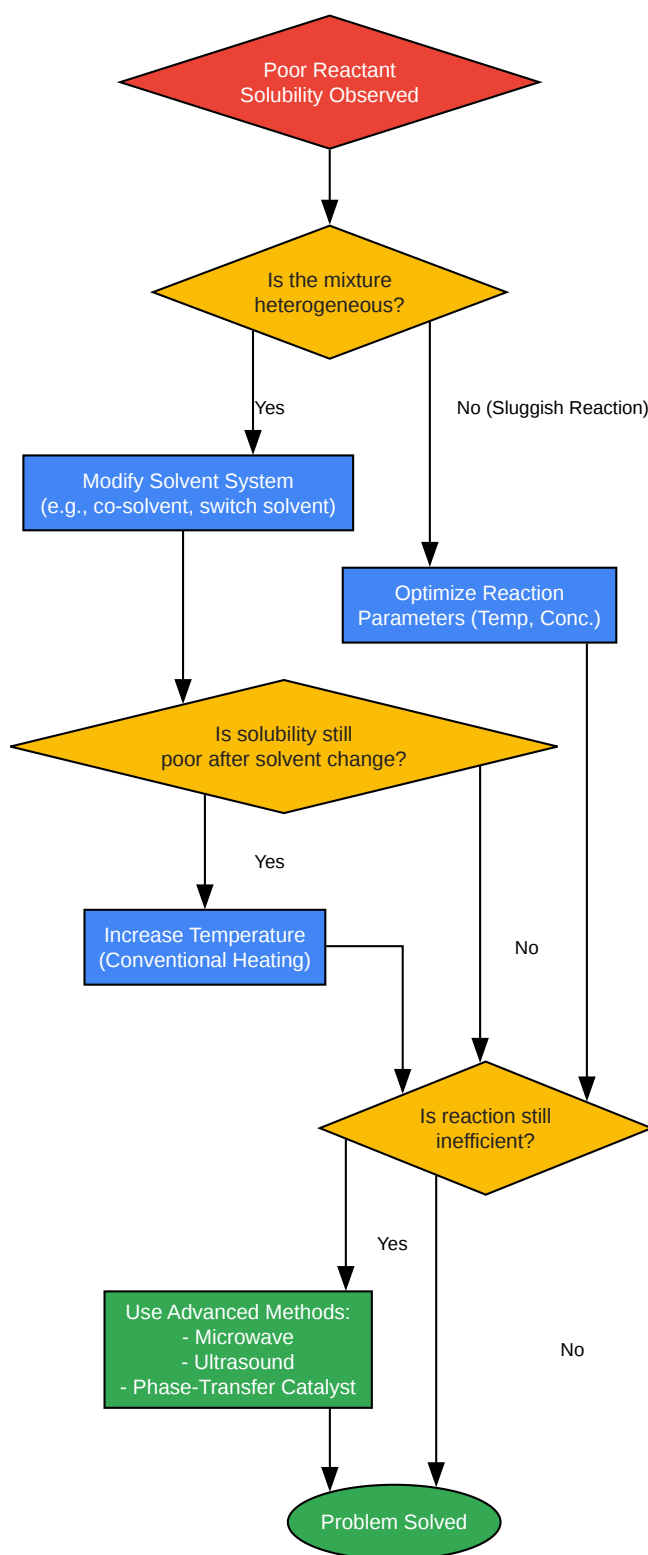 Poor Reactant
Solubility Observed
Is the mixture
heterogeneous?
Yes
No (Sluggish Reaction)
Modify Solvent System
(e.g., co-solvent, switch solvent)
Optimize Reaction
Parameters (Temp, Conc.)
Is solubility still
poor after solvent change?
Yes
Increase Temperature
(Conventional Heating)
No
Is reaction still
inefficient?
Yes
Use Advanced Methods:
- Microwave
- Ultrasound
- Phase-Transfer Catalyst
No
Problem Solved